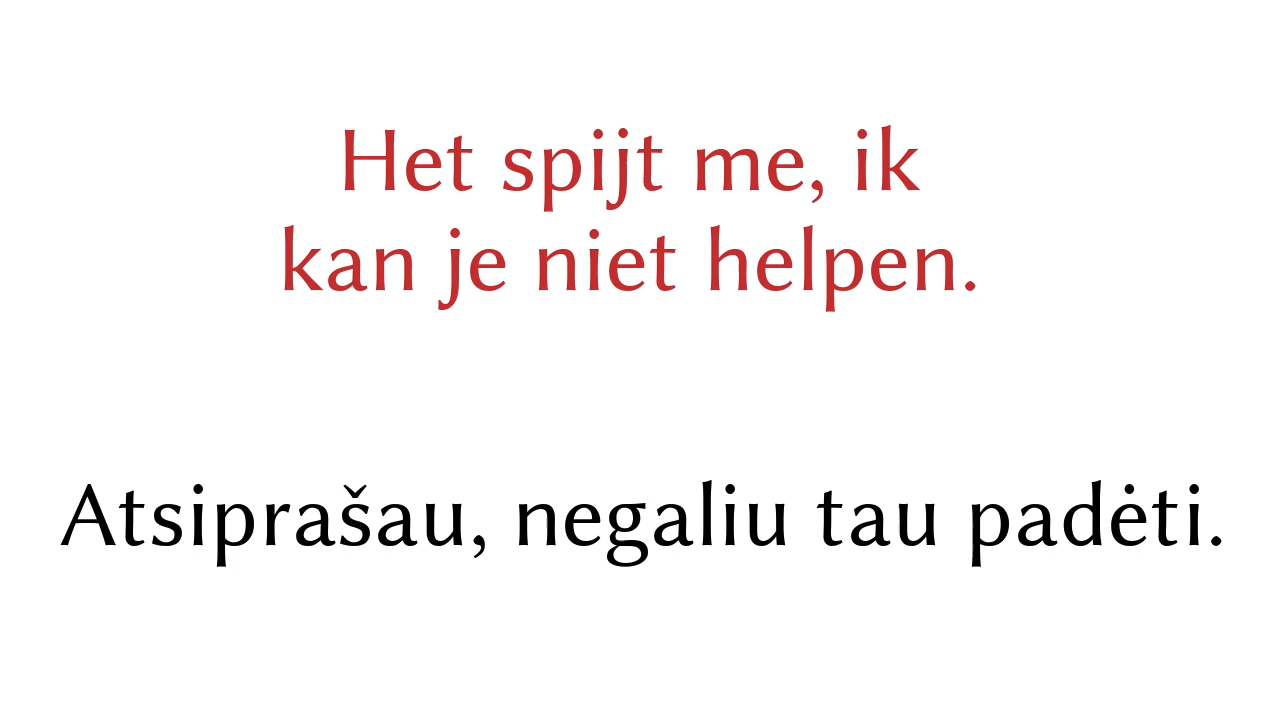 Het spijt me, ik
kan je niet helpen.
Atsiprašau, negaliu tau padėti.